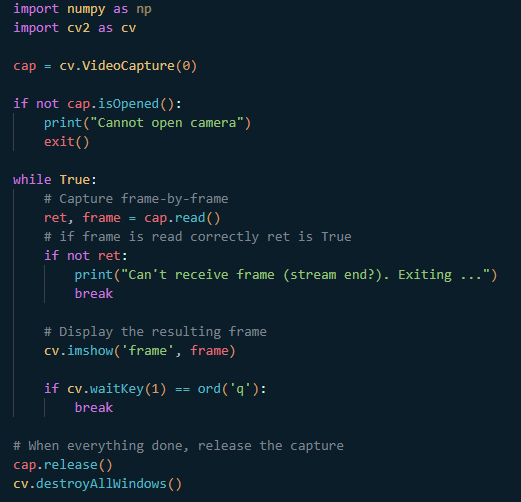 import numpy as np
import cv2 as cv

cap = cv.VideoCapture(0)

if not cap.isOpened():
    print("Cannot open camera")
    exit()

while True:
    # Capture frame-by-frame
    ret, frame = cap.read()
    # if frame is read correctly ret is True
    if not ret:
        print("Can't receive frame (stream end?). Exiting ...")
        break

    # Display the resulting frame
    cv.imshow('frame', frame)

    if cv.waitKey(1) == ord('q'):
        break

# When everything done, release the capture
cap.release()
cv.destroyAllWindows()